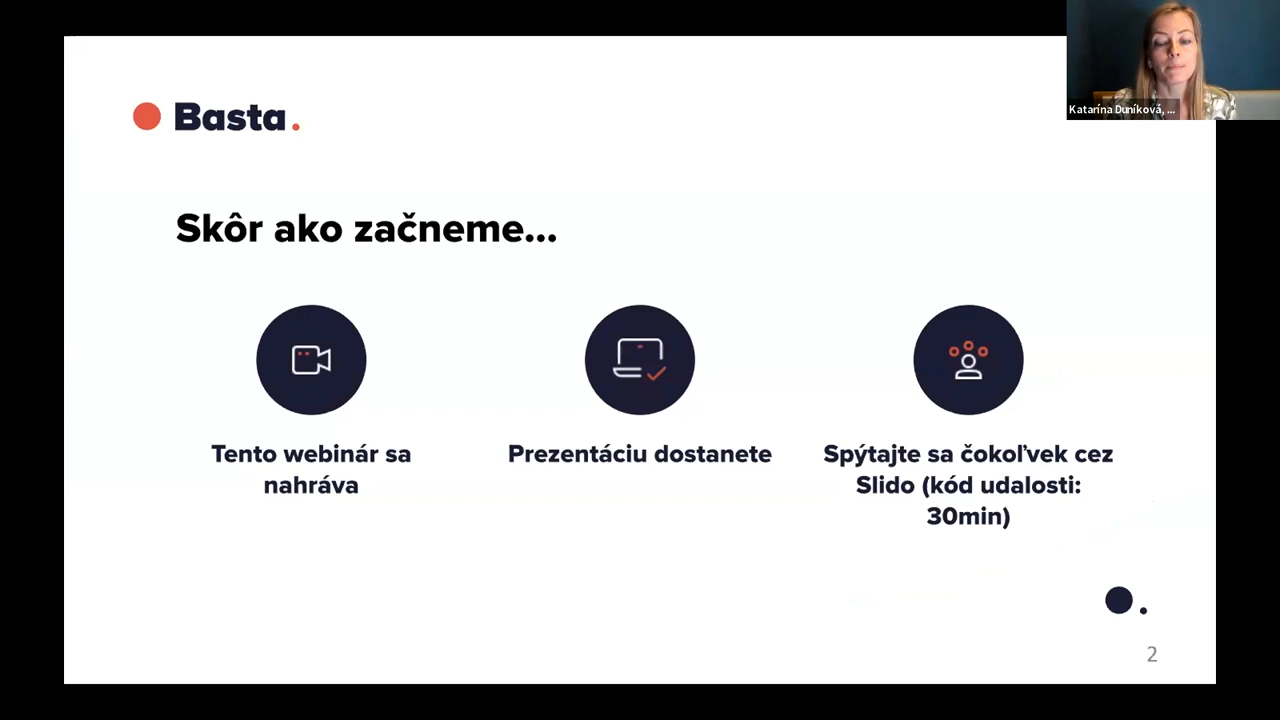 Basta.
Katarína Duníková, ...
Skôr ako začneme...
Tento webinár sa
nahráva
Prezentáciu dostanete
Spýtajte sa čokoľvek cez
Slido (kód udalosti:
30min)
2